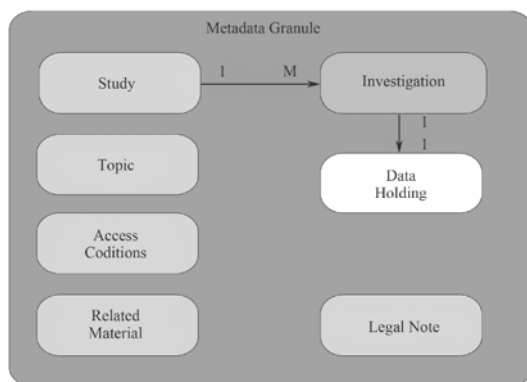 Metadata Granule
Study
1
M
Investigation
1
1
Topic
Data
Holding
Access
Coditions
Related
Material
Legal Note